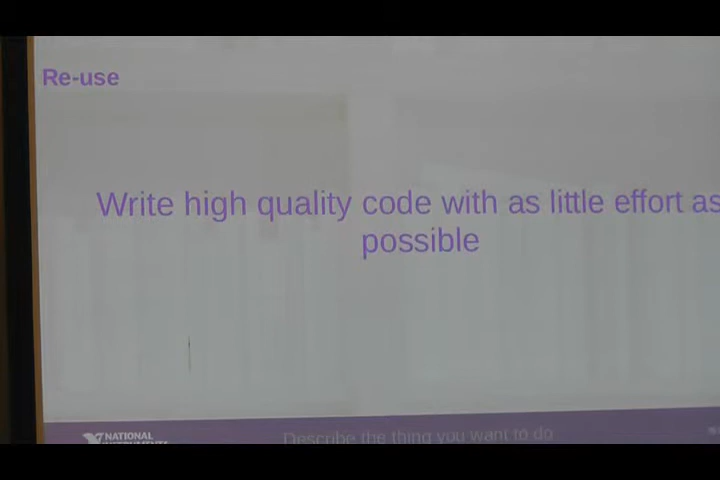 Re-use
Write high quality code with as little effort as
possible
NATIONAL
INSTRUMENTS
Describe the thing you want to do